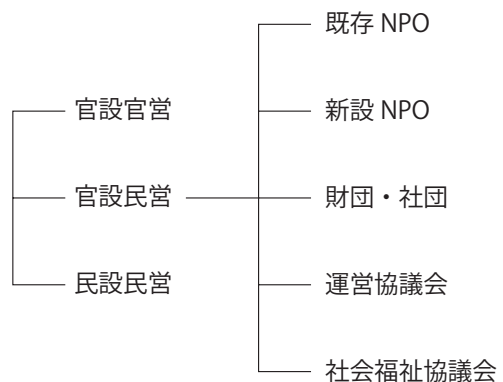 官設官営
官設民営
民設民営
既存 NPO
新設 NPO
財団・社団
運営協議会
社会福祉協議会